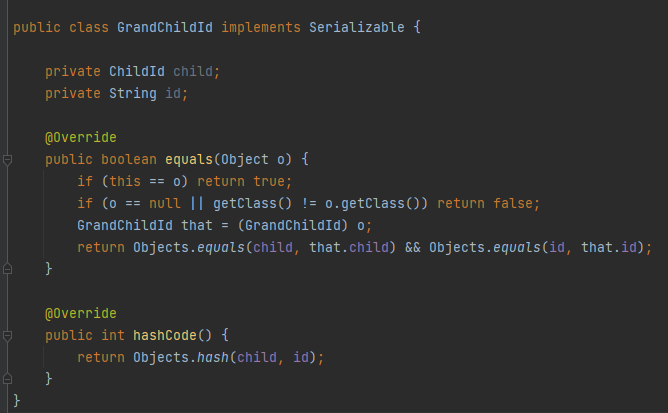 public class GrandChildId implements Serializable {
private ChildId child;
private String id;
@Override
public boolean equals(Object o) {
if (this == o) return true;
if (o == null || getClass() != o.getClass()) return false;
GrandChildId that = (GrandChildId) o;
return Objects.equals(child, that.child) && Objects.equals(id, that.id);
}
@Override
public int hashCode() {
return Objects.hash(child, id);
}
}